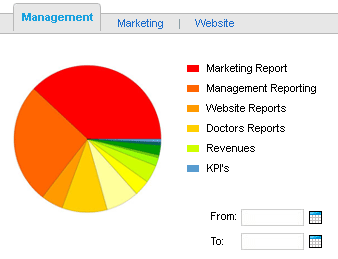 Management Marketing | Website
Marketing Report
Management Reporting
Website Reports
Doctors Reports
Revenues
KPI's
From:
To: